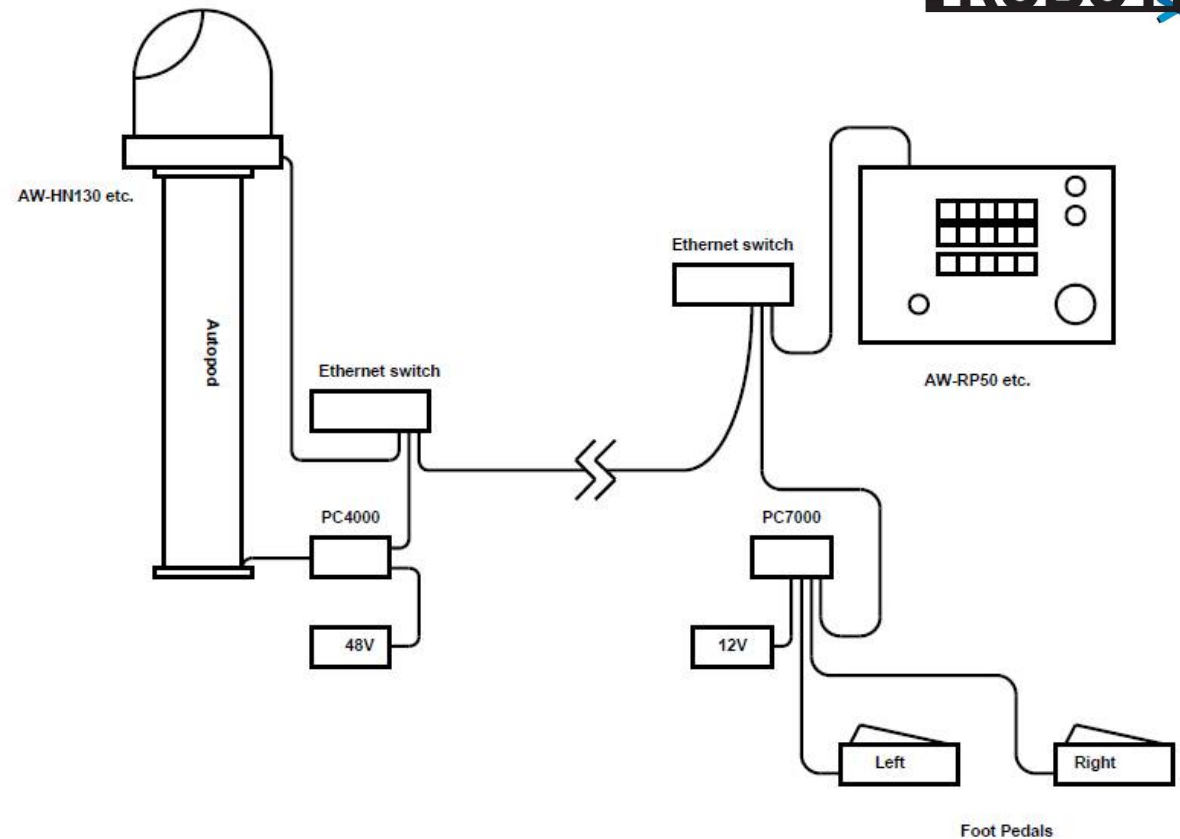 AW-HN130 etc.
Autopod
Ethernet switch
PC4000
48V
Ethernet switch
AW-RP50 etc.
PC7000
12V
Left
Right
Foot Pedals